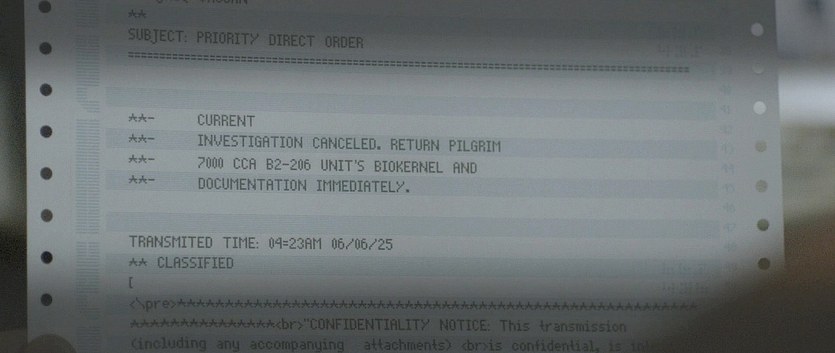 **
SUBJECT: PRIORITY DIRECT ORDER
================================================================================
**- CURRENT
**- INVESTIGATION CANCELED. RETURN PILGRIM
**- 7000 CCA B2-206 UNIT'S BIOKERNEL AND
**- DOCUMENTATION IMMEDIATELY.
TRANSMITED TIME: 04=23AM 06/06/25
** CLASSIFIED
[
<\pre>*******************************************************
***************<br>"CONFIDENTIALITY NOTICE: This transmission
(including any accompanying attachments) <br>is confidential, is